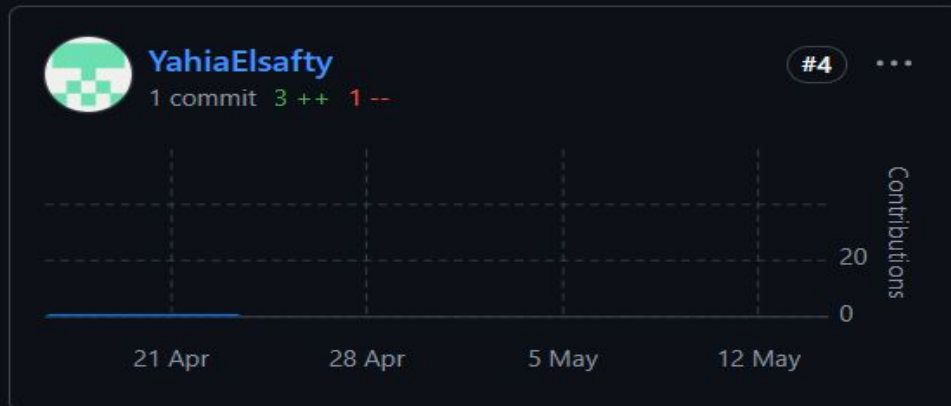 YahiaElsafty
#4
1 commit 3 ++ 1 --
Contributions
20
0
21 Apr 28 Apr 5 May 12 May